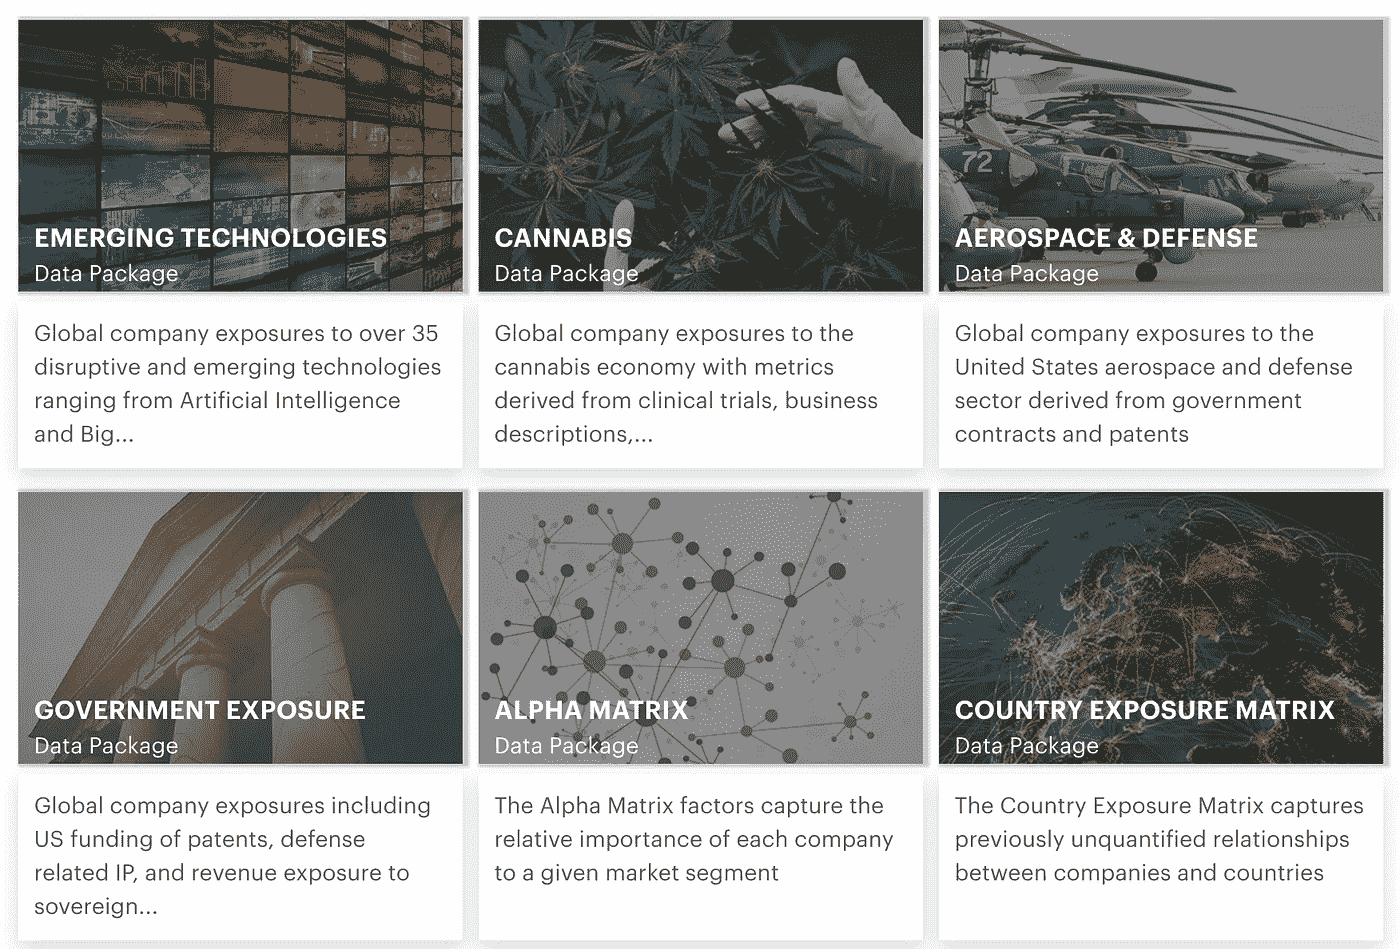 72
EMERGING TECHNOLOGIES
Data Package
Global company exposures to over 35
disruptive and emerging technologies
ranging from Artificial Intelligence
and Big...
CANNABIS
Data Package
Global company exposures to the
cannabis economy with metrics
derived from clinical trials, business
descriptions,...
AEROSPACE & DEFENSE
Data Package
Global company exposures to the
United States aerospace and defense
sector derived from government
contracts and patents
GOVERNMENT EXPOSURE
Data Package
Global company exposures including
US funding of patents, defense
related IP, and revenue exposure to
sovereign...
ALPHA MATRIX
Data Package
The Alpha Matrix factors capture the
relative importance of each company
to a given market segment
COUNTRY EXPOSURE MATRIX
Data Package
The Country Exposure Matrix captures
previously unquantified relationships
between companies and countries